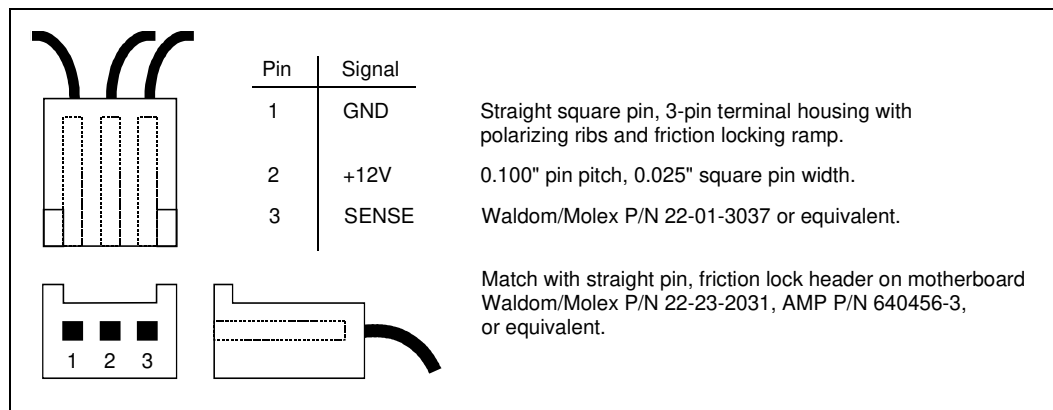 Pin Signal
1 GND Straight square pin, 3-pin terminal housing with
polarizing ribs and friction locking ramp.
2 +12V 0.100" pin pitch, 0.025" square pin width.
3 SENSE Waldom/Molex P/N 22-01-3037 or equivalent.
Match with straight pin, friction lock header on motherboard
Waldom/Molex P/N 22-23-2031, AMP P/N 640456-3,
or equivalent.
1 2 3